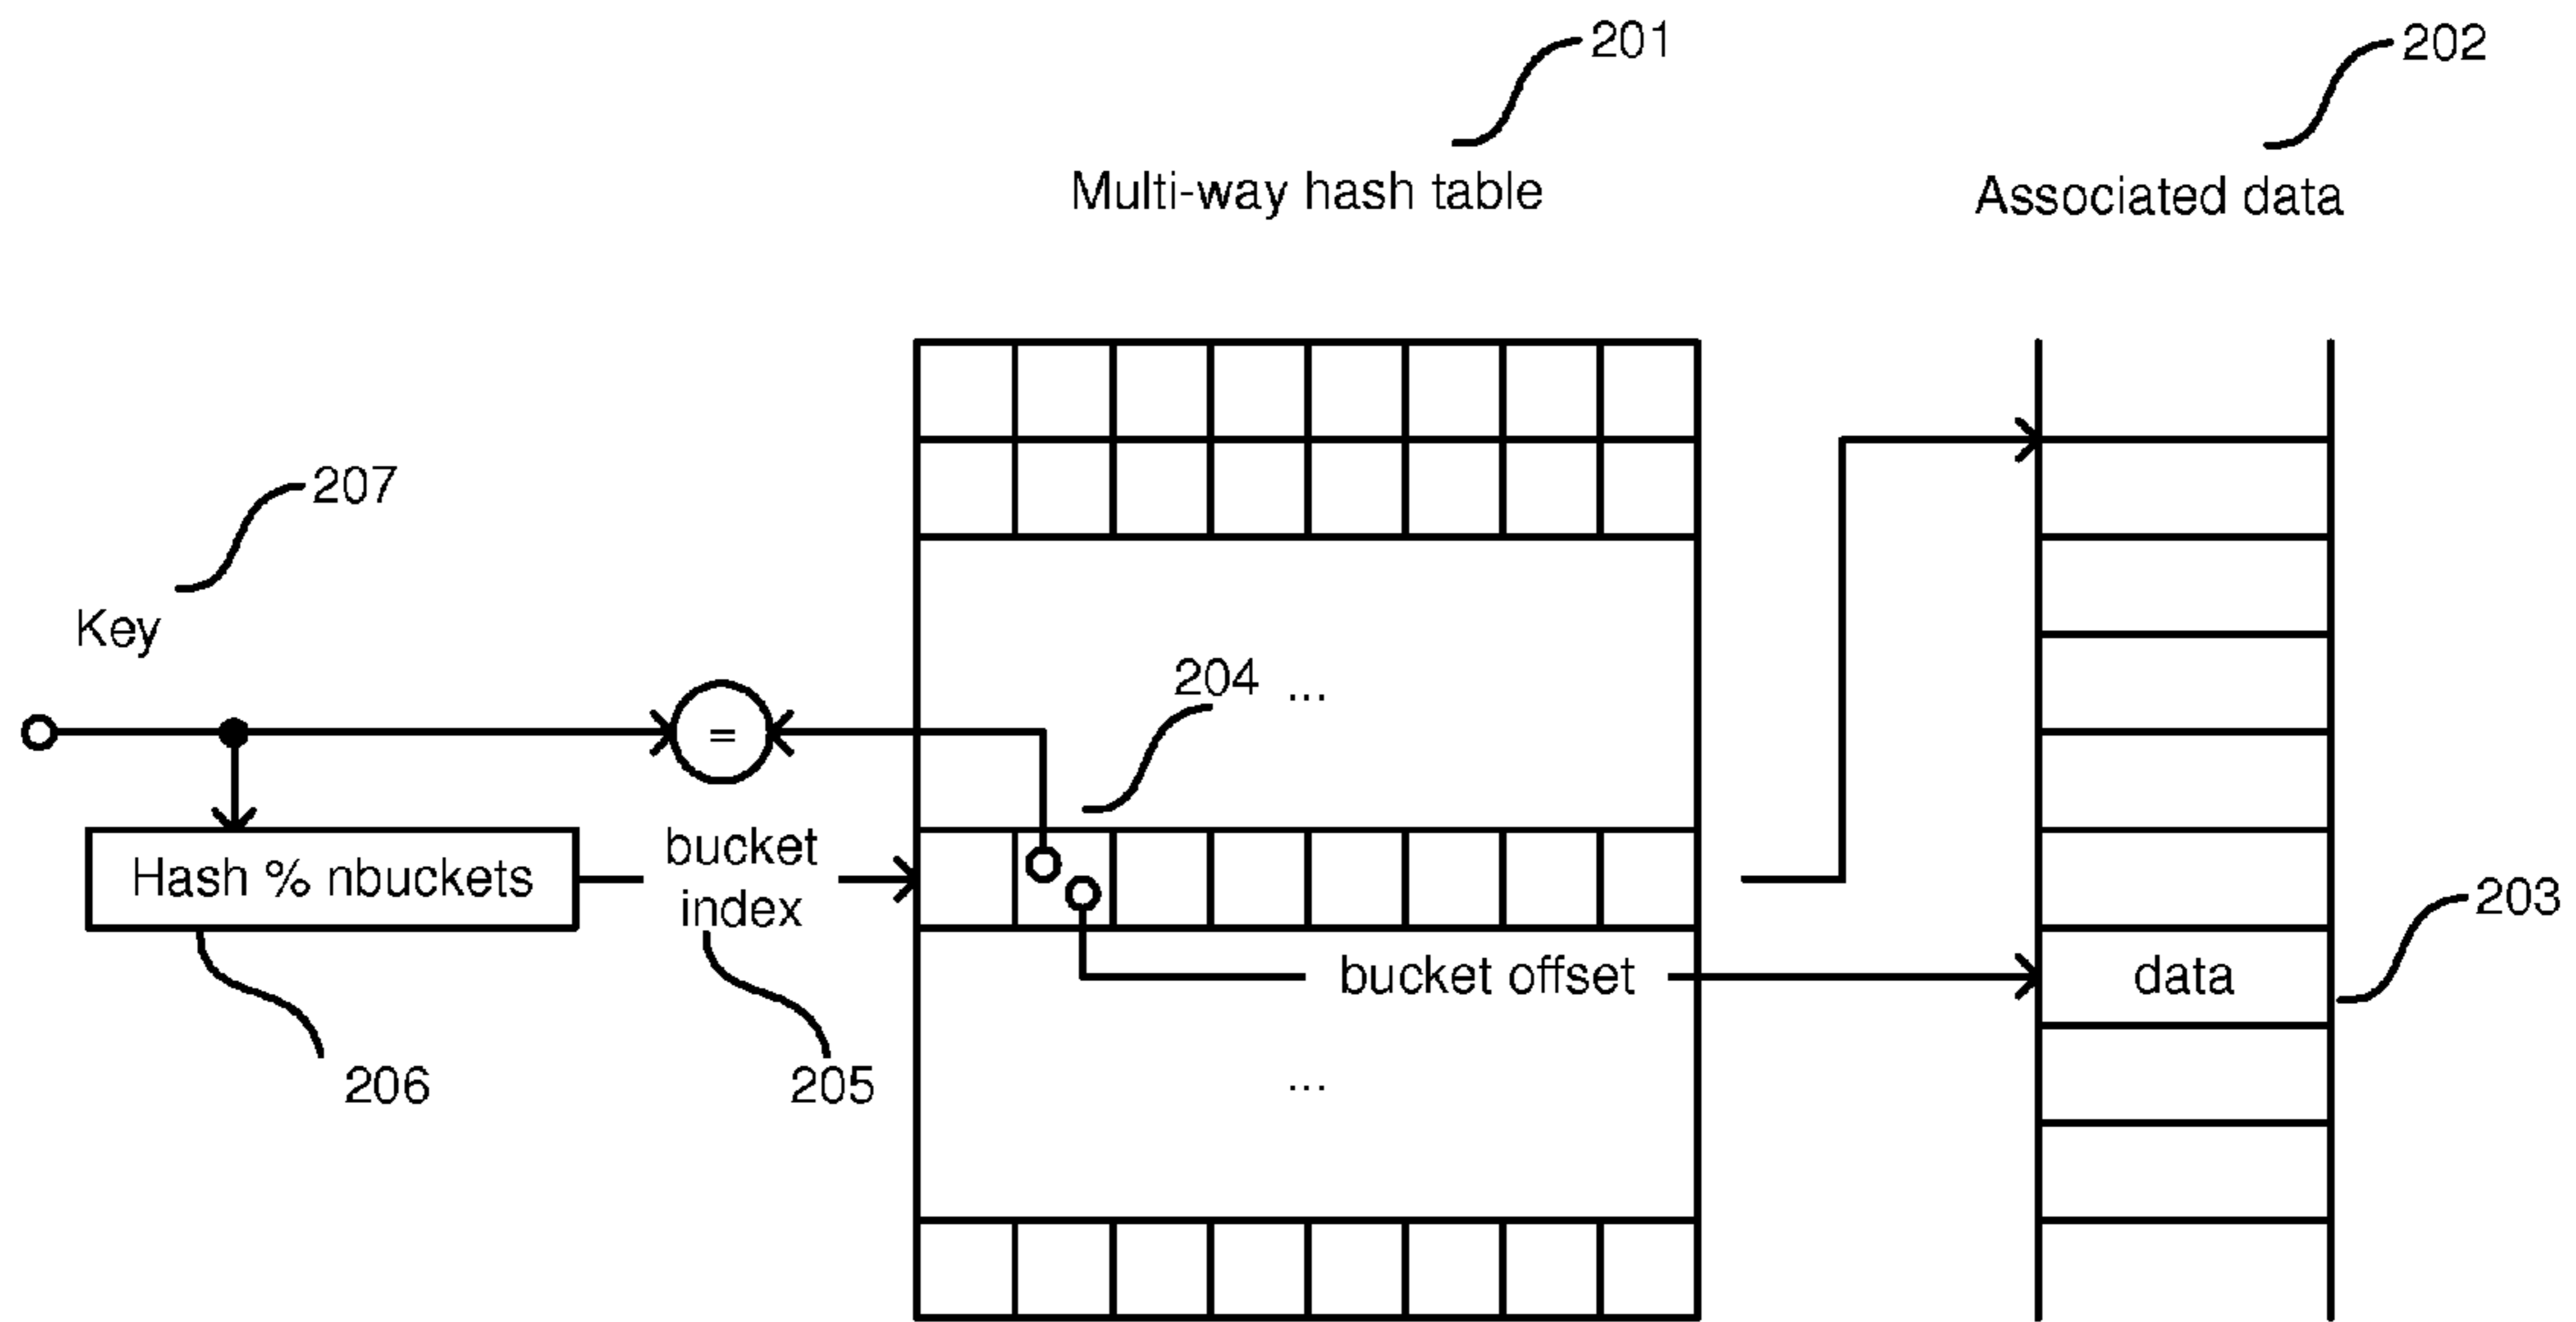 201
202
Multi-way hash table
Associated data
207
Key
204
...
=
Hash % nbuckets
bucket
index
203
bucket offset
data
206
205
...